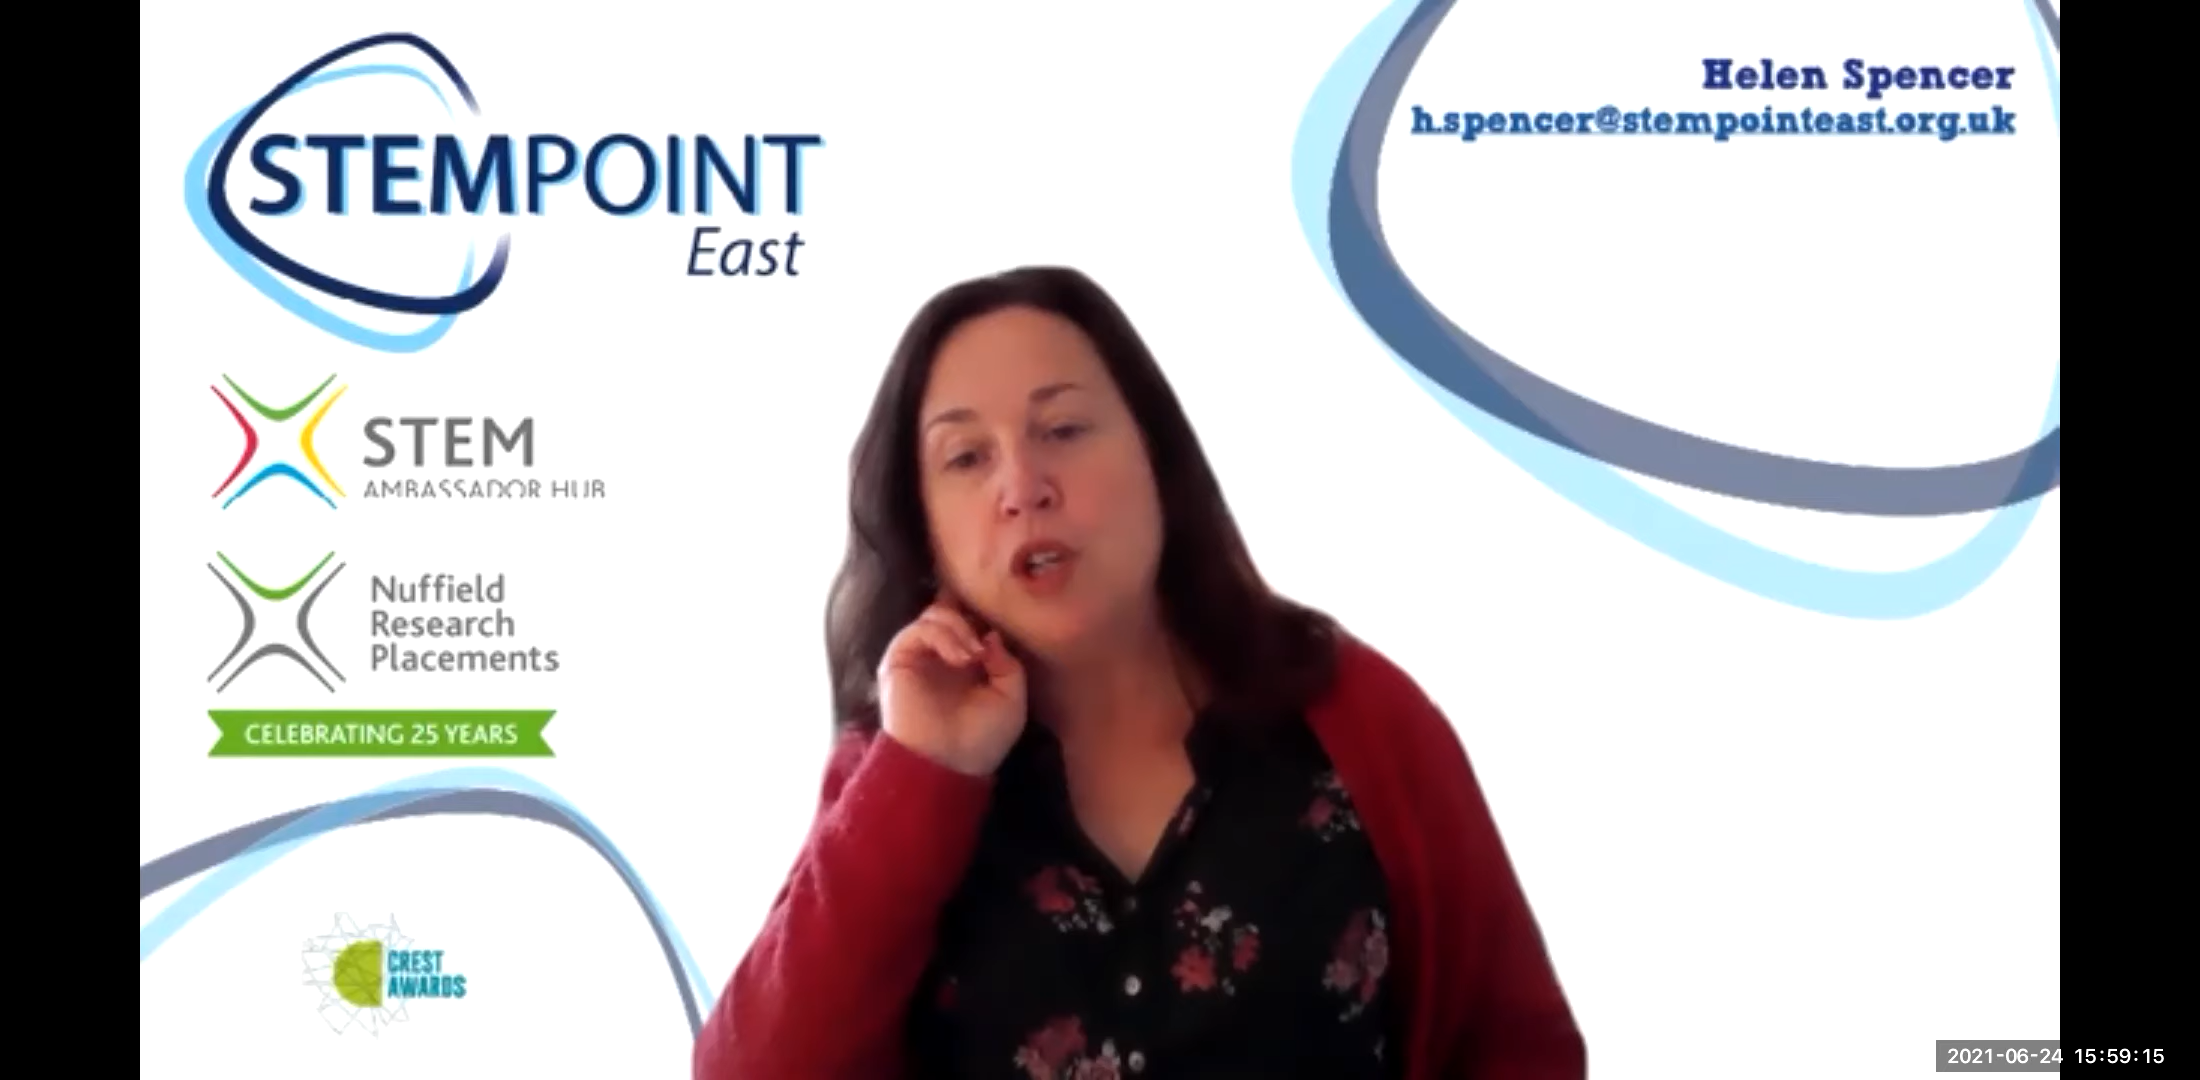 STEMPOINT
East
Helen Spencer
h.spencer@stempointeast.org.uk
STEM
AMBASSADOR HUB
Nuffield
Research
Placements
CELEBRATING 25 YEARS
CREST
AWARDS
2021-06-24 15:59:15